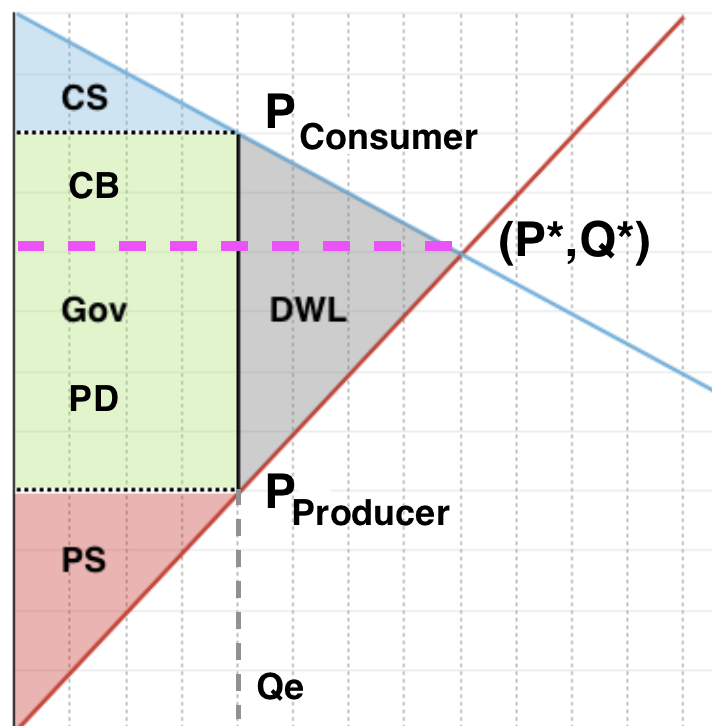 CS
P Consumer
CB
(P*,Q*)
Gov
DWL
PD
P Producer
PS
Qe